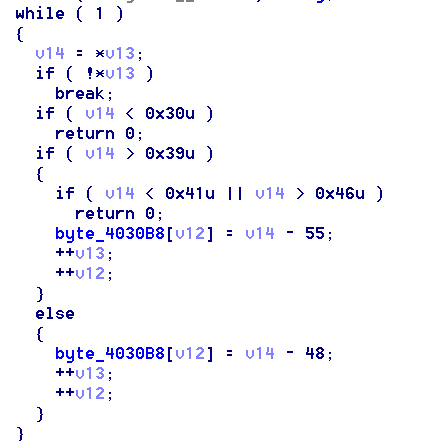 while ( 1 )
{
v14 = *v13;
if ( !*v13 )
break;
if ( v14 < 0x30u )
return 0;
if ( v14 > 0x39u )
{
if ( v14 < 0x41u || v14 > 0x46u )
return 0;
byte_4030B8[v12] = v14 - 55;
++v13;
++v12;
}
else
{
byte_4030B8[v12] = v14 - 48;
++v13;
++v12;
}
}